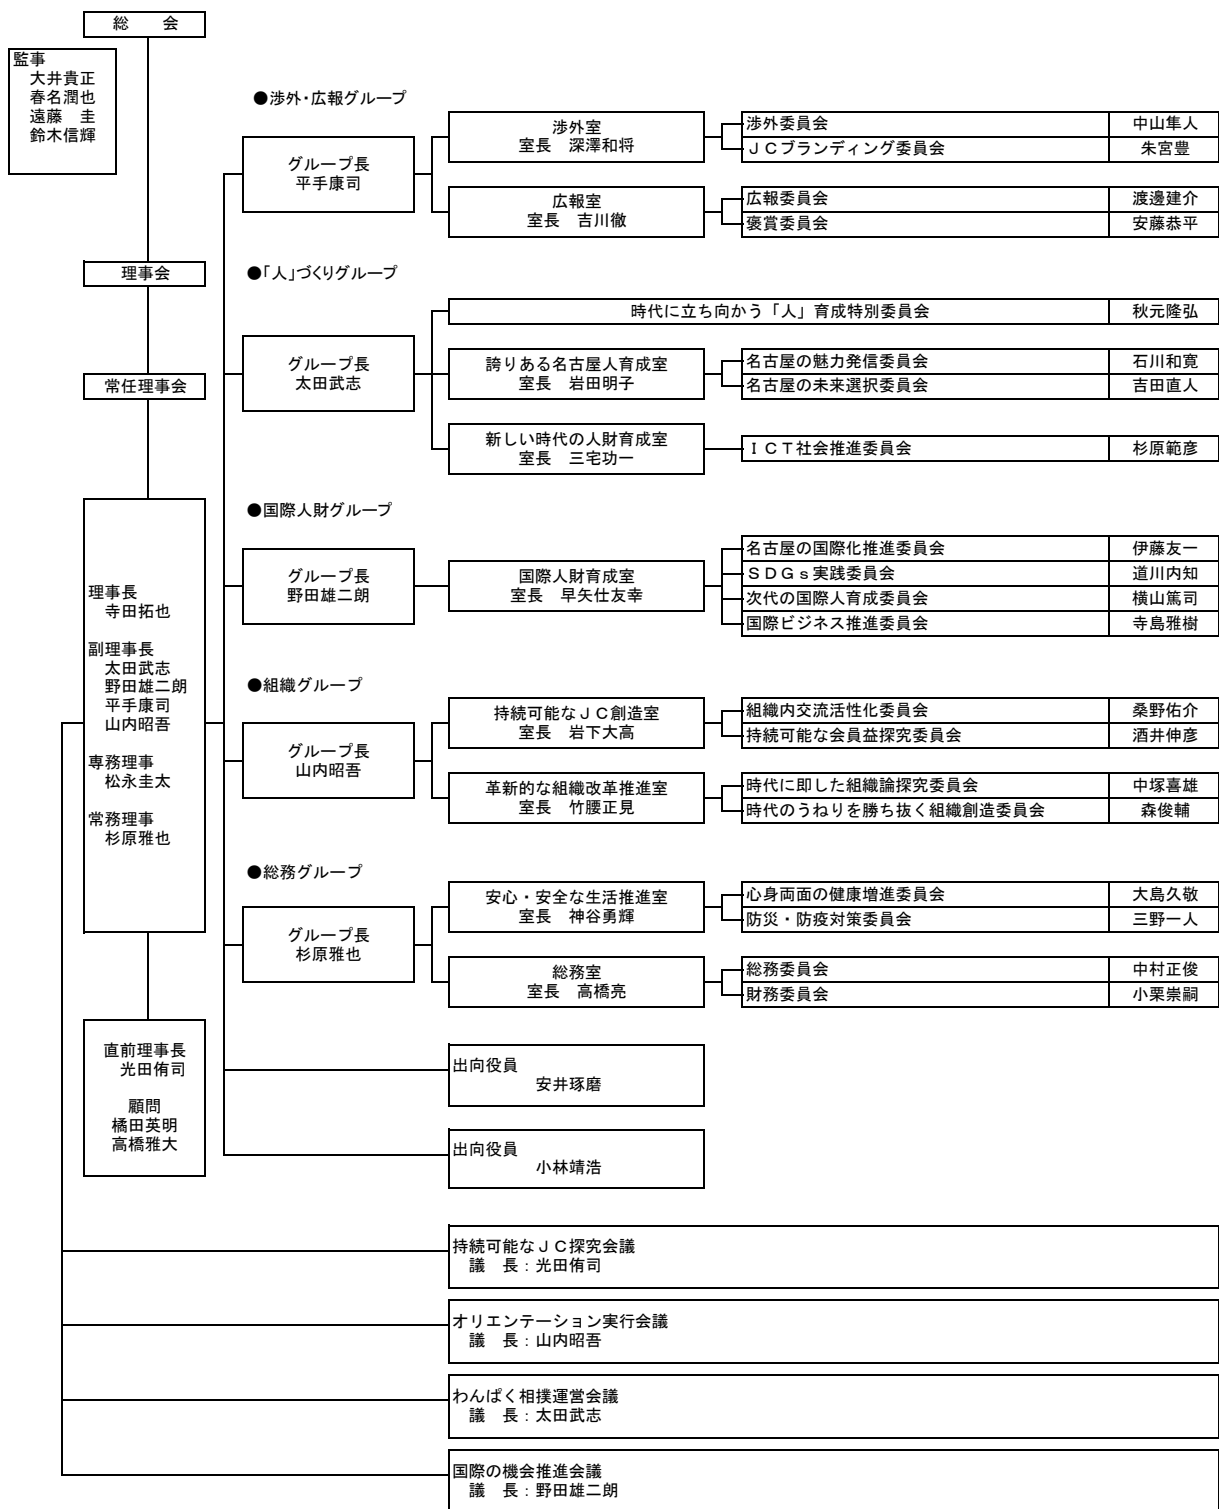 総　会
監事
大井貴正
春名潤也
遠藤　圭
鈴木信輝
理事会
常任理事会
理事長
寺田拓也
副理事長
太田武志
野田雄二朗
平手康司
山内昭吾
専務理事
松永圭太
常務理事
杉原雅也
直前理事長
光田侑司
顧問
橘田英明
高橋雅大
●渉外・広報グループ
グループ長
平手康司
渉外室
室長　深澤和将
渉外委員会　中山隼人
ＪＣブランディング委員会　朱宮豊
広報室
室長　吉川徹
広報委員会　渡邊建介
褒賞委員会　安藤恭平
●「人」づくりグループ
グループ長
太田武志
時代に立ち向かう「人」育成特別委員会　秋元隆弘
誇りある名古屋人育成室
室長　岩田明子
名古屋の魅力発信委員会　石川和寛
名古屋の未来選択委員会　吉田直人
新しい時代の人財育成室
室長　三宅功一
ＩＣＴ社会推進委員会　杉原範彦
●国際人財グループ
グループ長
野田雄二朗
国際人財育成室
室長　早矢仕友幸
名古屋の国際化推進委員会　伊藤友一
ＳＤＧｓ実践委員会　道川内知
次代の国際人育成委員会　横山篤司
国際ビジネス推進委員会　寺島雅樹
●組織グループ
グループ長
山内昭吾
持続可能なＪＣ創造室
室長　岩下大高
組織内交流活性化委員会　桑野佑介
持続可能な会員益探究委員会　酒井伸彦
革新的な組織改革推進室
室長　竹腰正見
時代に即した組織論探究委員会　中塚喜雄
時代のうねりを勝ち抜く組織創造委員会　森俊輔
●総務グループ
グループ長
杉原雅也
安心・安全な生活推進室
室長　神谷勇輝
心身両面の健康増進委員会　大島久敬
防災・防疫対策委員会　三野一人
総務室
室長　高橋亮
総務委員会　中村正俊
財務委員会　小栗崇嗣
出向役員
安井琢磨
出向役員
小林靖浩
持続可能なＪＣ探究会議
議　長：光田侑司
オリエンテーション実行会議
議　長：山内昭吾
わんぱく相撲運営会議
議　長：太田武志
国際の機会推進会議
議　長：野田雄二朗